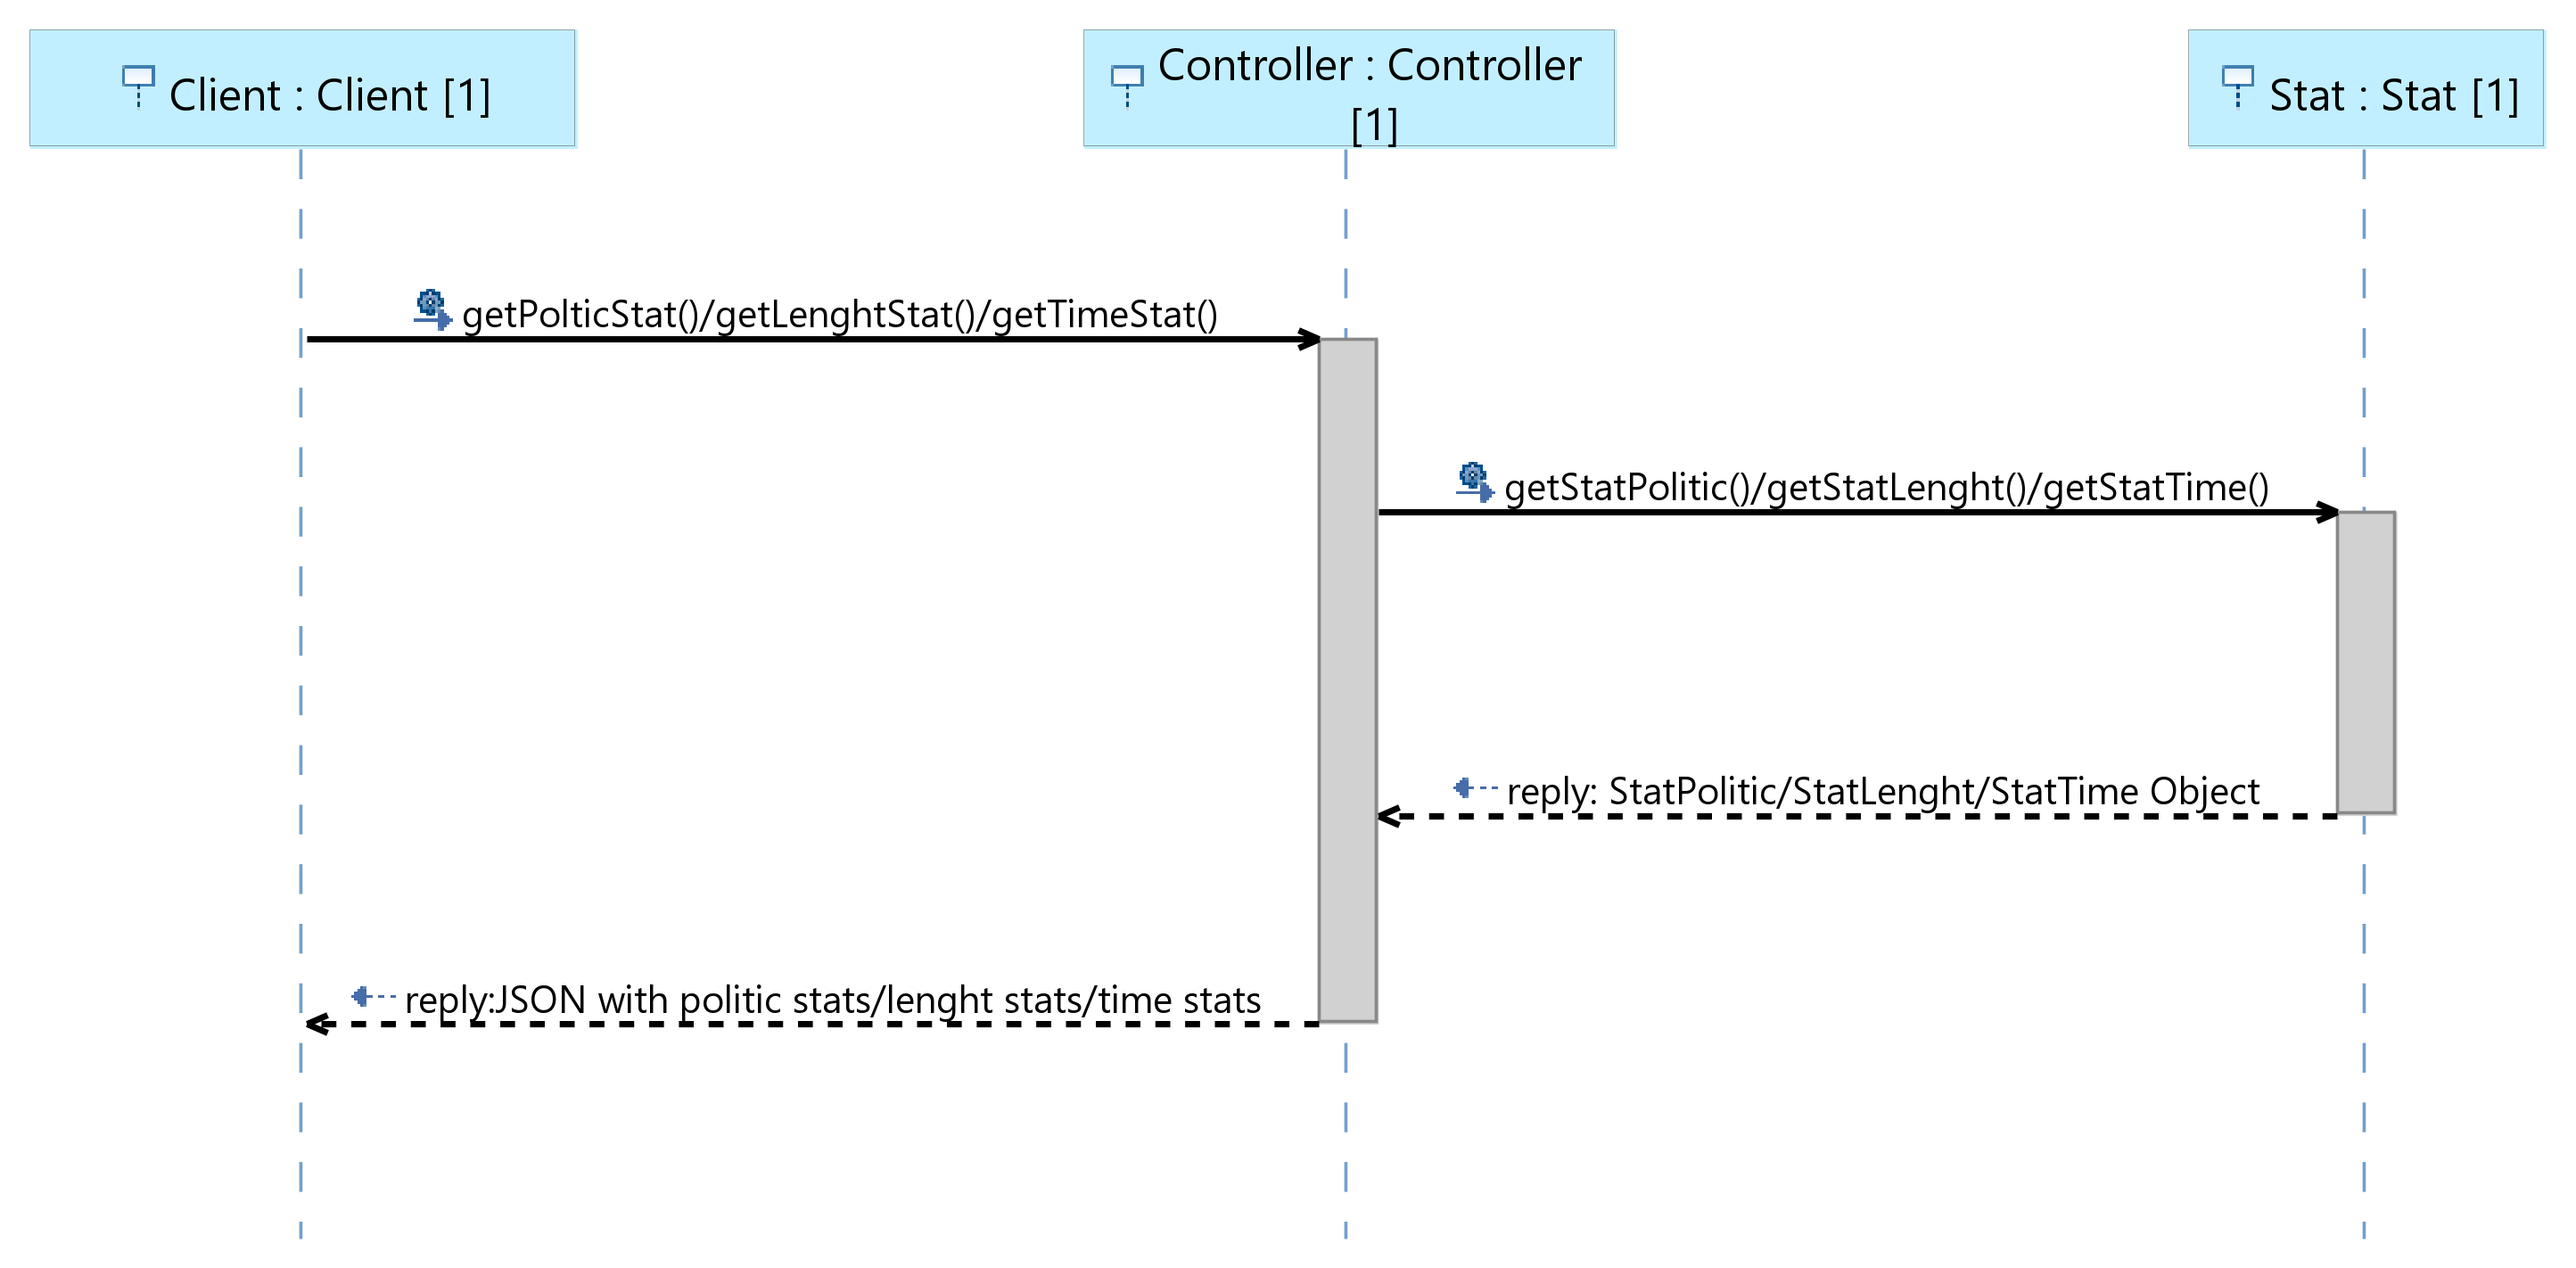 Client : Client [1]
Controller : Controller
[1]
Stat : Stat [1]
getPolticStat()/getLenghtStat()/getTimeStat()
getStatPolitic()/getStatLenght()/getStatTime()
reply: StatPolitic/StatLenght/StatTime Object
reply:JSON with politic stats/lenght stats/time stats